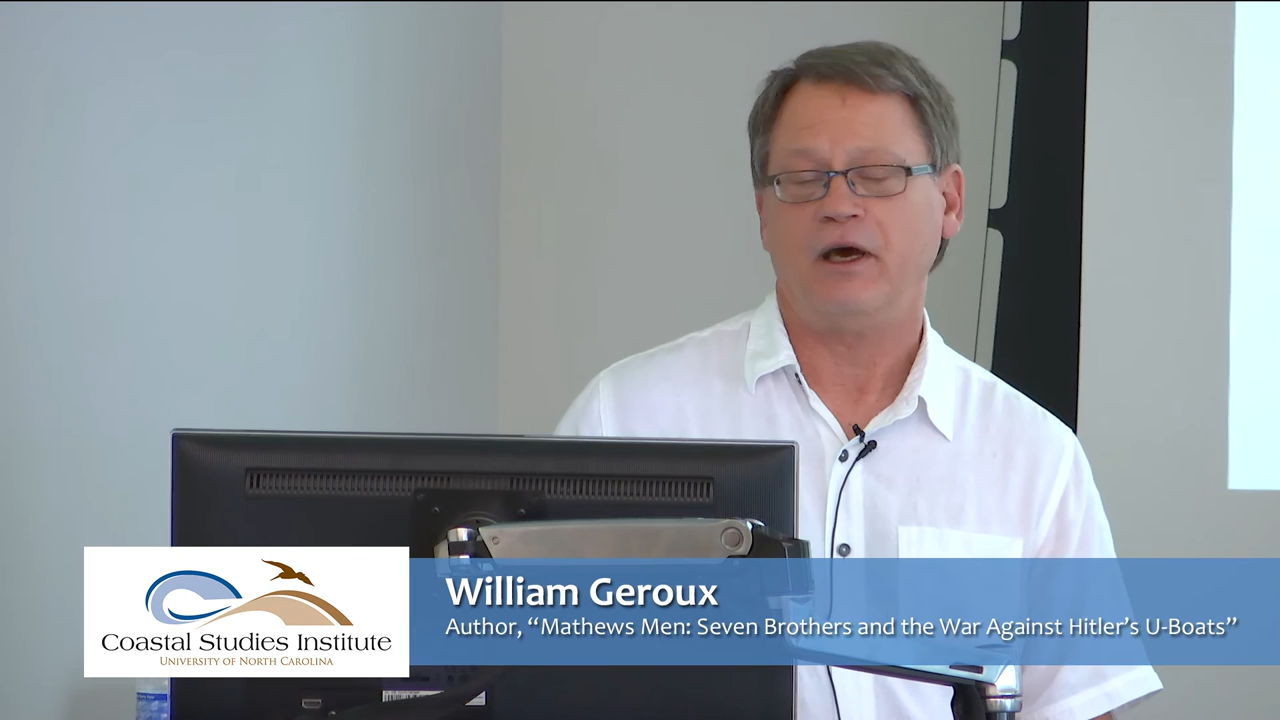 William Geroux
Author, “Mathews Men: Seven Brothers and the War Against Hitler’s U-Boats”
Coastal Studies Institute
UNIVERSITY OF NORTH CAROLINA